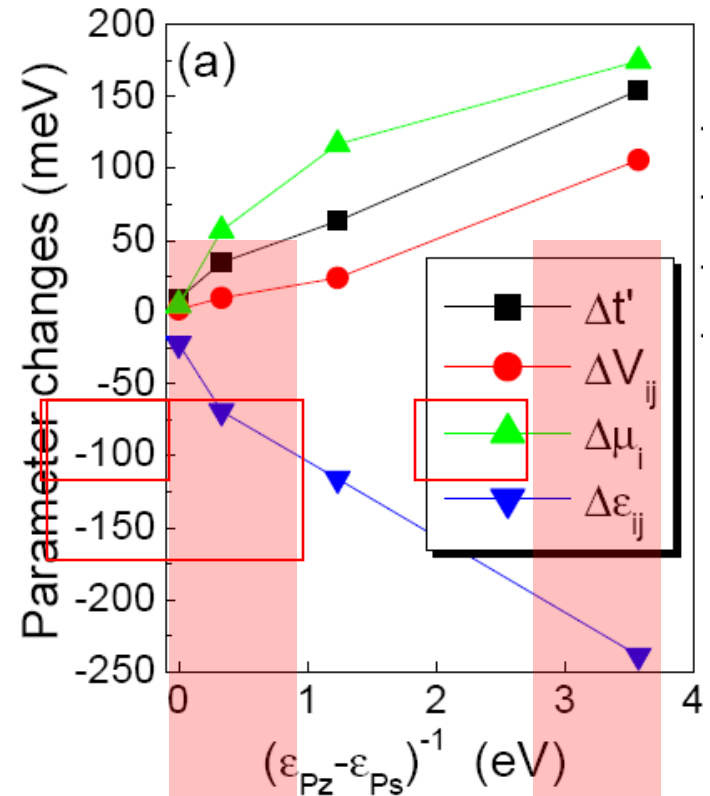 (a)
Parameter changes (meV)
200
150
100
50
0
-50
-100
-150
-200
-250
Δt'
ΔV_ij
Δμ_i
Δε_ij
0 1 2 3 4
(ε_Pz-ε_Ps)^-1 (eV)